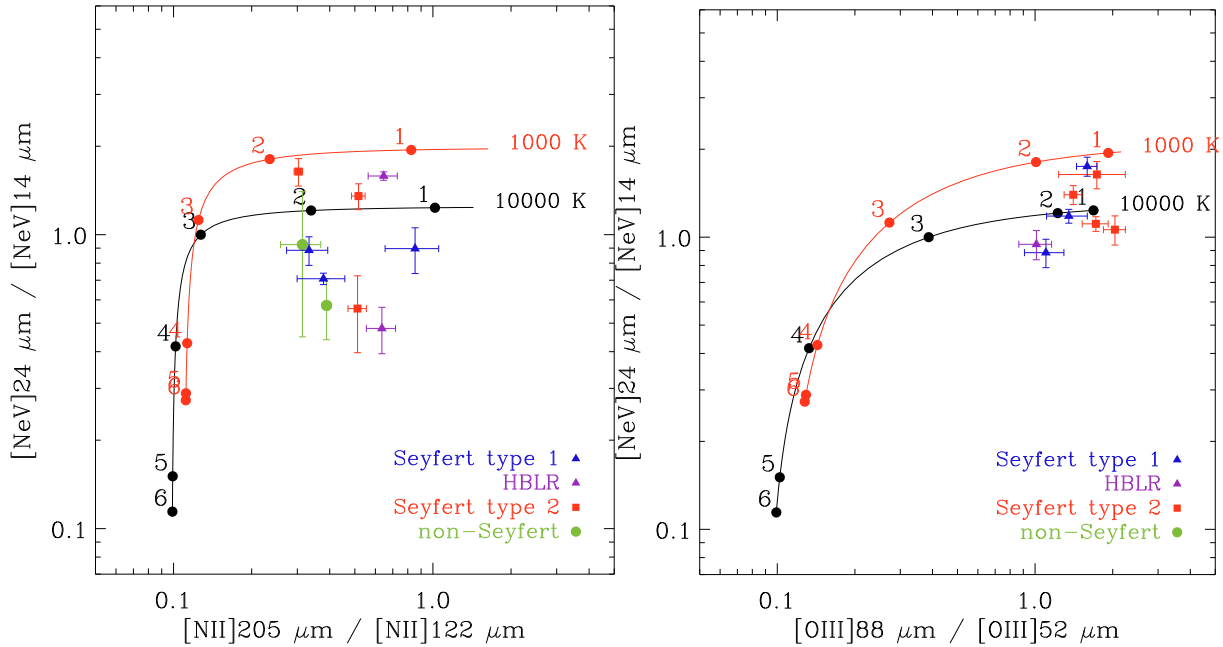 [NeV]24 μm / [NeV]14 μm
1.0
0.1
1
2
3
4
5
6
1000 K
1
2
3
4
5
6
10000 K
Seyfert type 1
HBLR
Seyfert type 2
non-Seyfert
0.1
1.0
[NII]205 μm / [NII]122 μm
[NeV]24 μm / [NeV]14 μm
1.0
0.1
1
2
3
4
5
6
1000 K
1
2
3
4
5
6
10000 K
Seyfert type 1
HBLR
Seyfert type 2
non-Seyfert
0.1
1.0
[OIII]88 μm / [OIII]52 μm